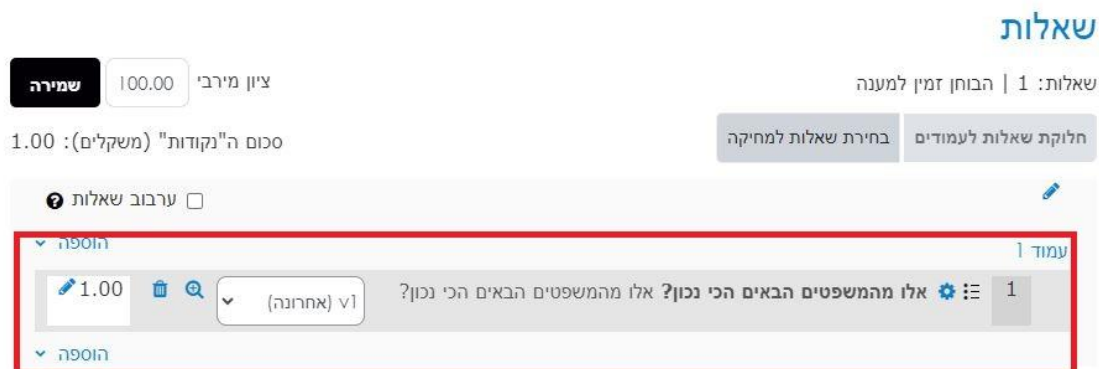 שאלות
שאלות: 1 | הבוחן זמין למענה
ציון מירבי 100.00 שמירה
חלוקת שאלות לעמודים בחירת שאלות למחיקה
סכום ה"נקודות" (משקלים): 1.00
ערבוב שאלות
עמוד 1
הוספה
1 אלו מהמשפטים הבאים הכי נכון? אלו מהמשפטים הבאים הכי נכון? v1 (אחרונה) 1.00
הוספה